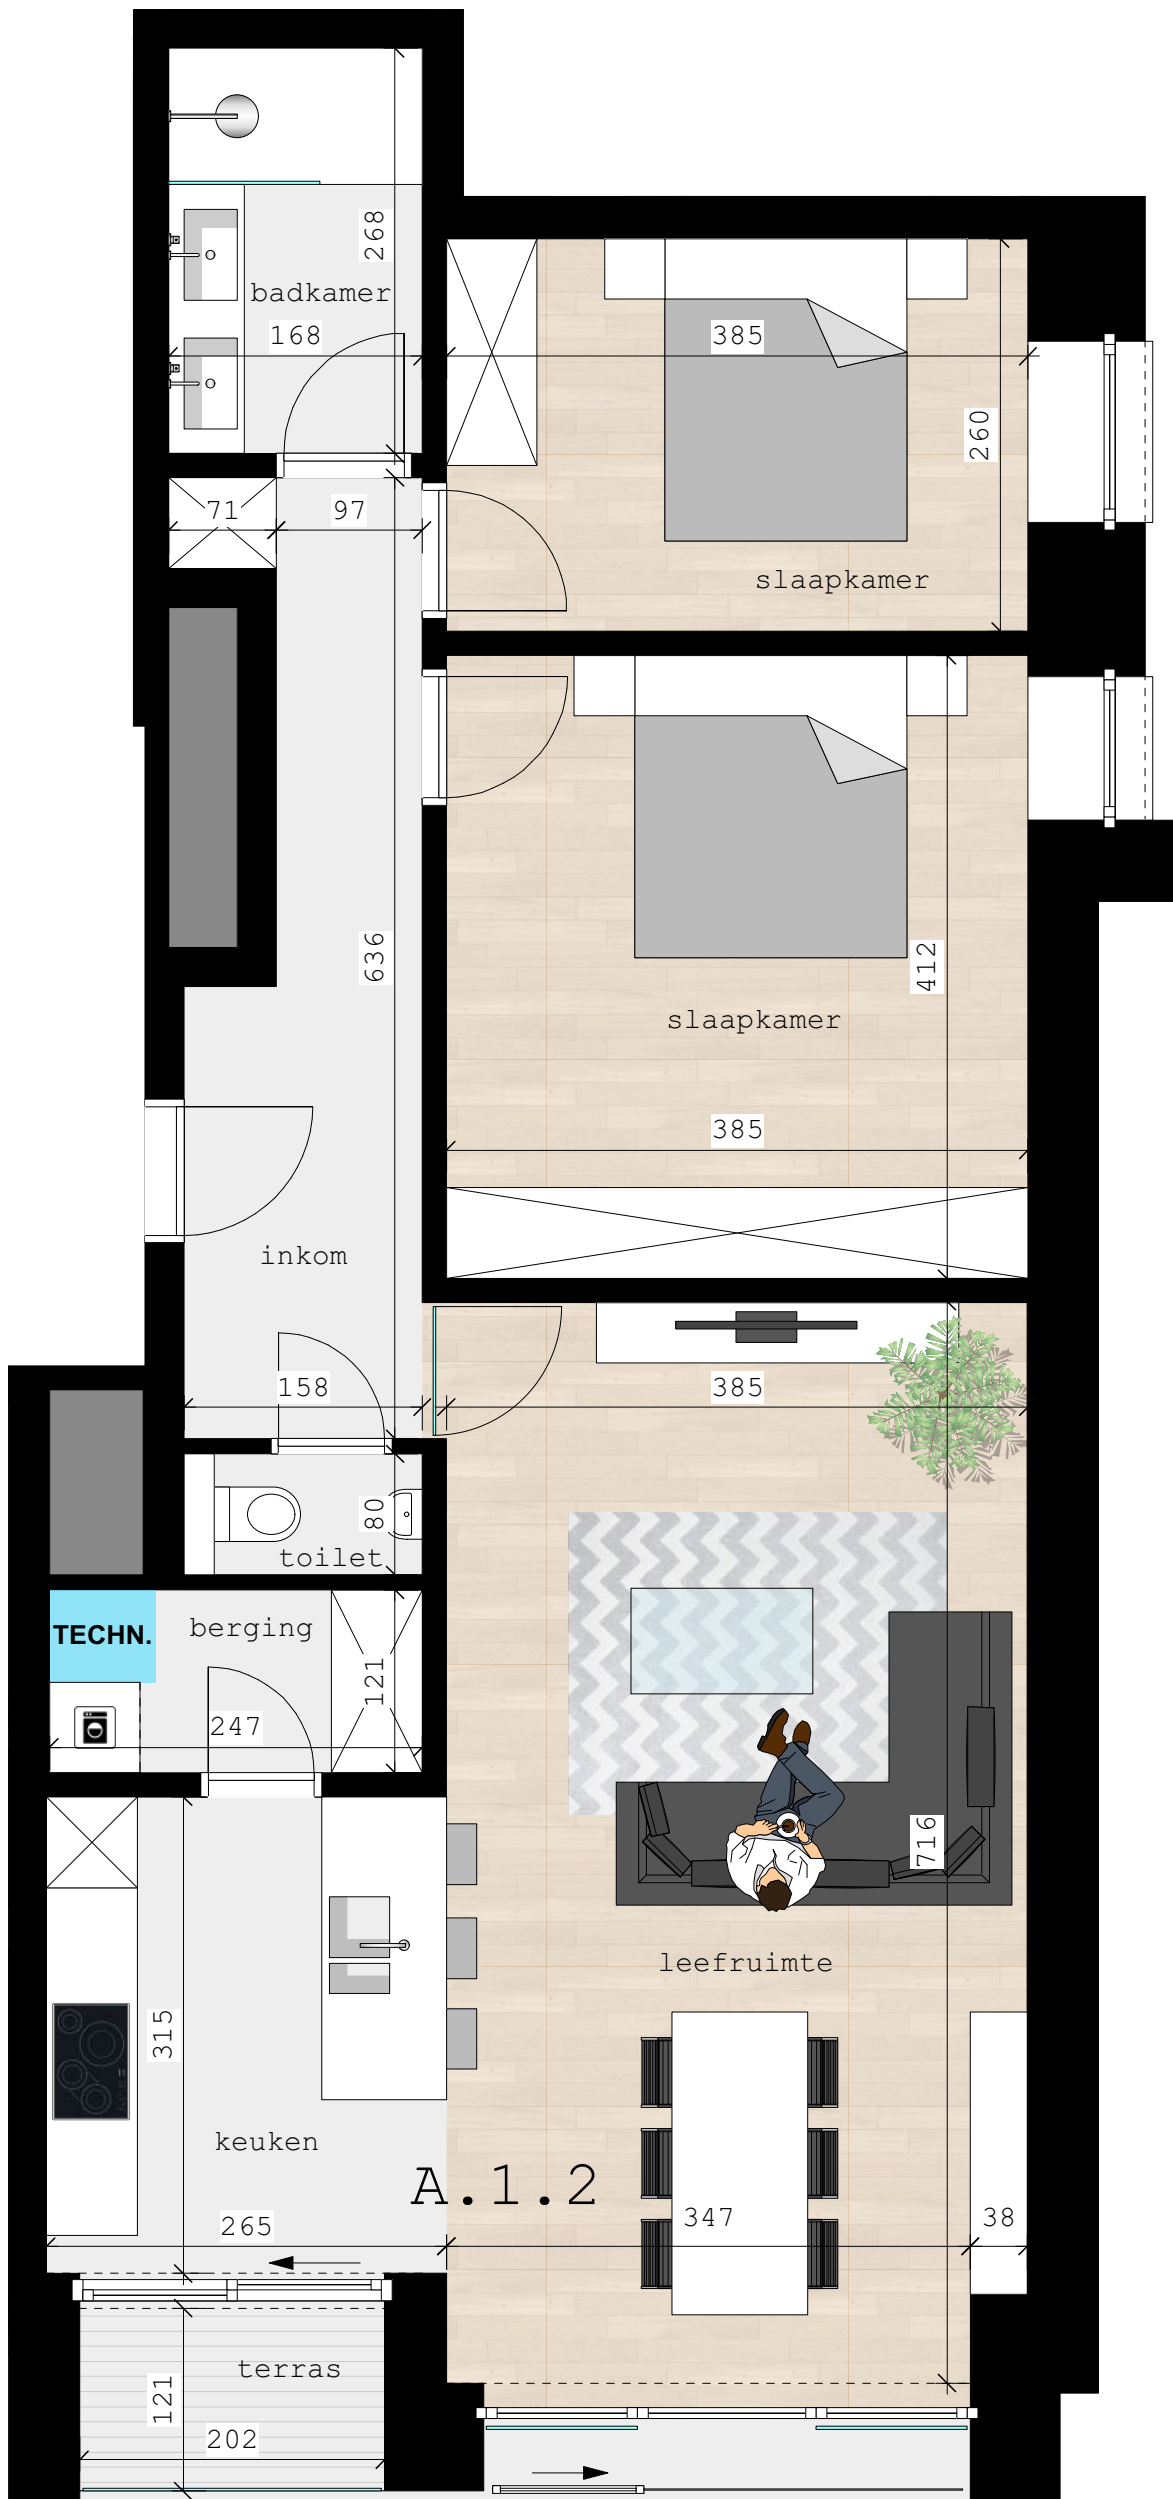 268
badkamer
168
385
260
71
97
slaapkamer
636
412
slaapkamer
385
inkom
158
385
80
toilet
TECHN.
berging
121
247
716
leefruimte
315
keuken
A.1.2
347
38
265
terras
121
202